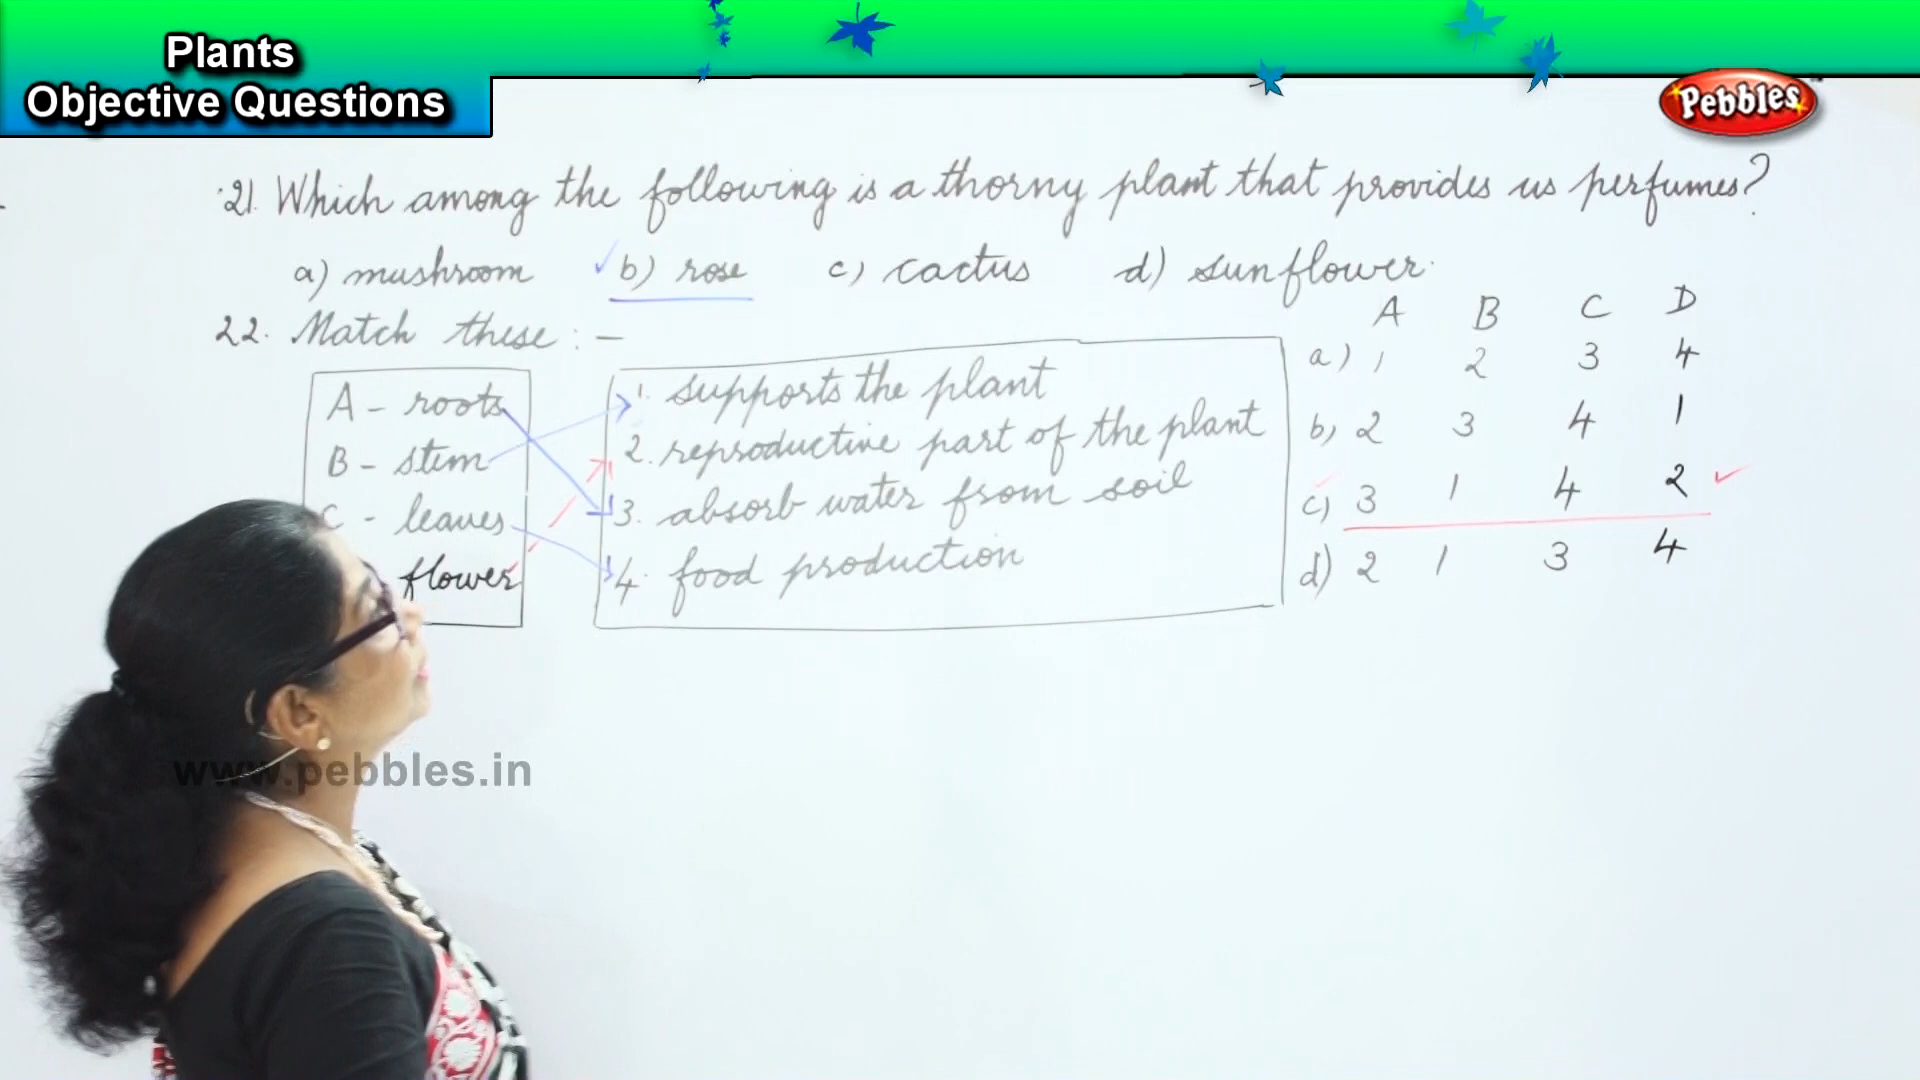 Plants
Objective Questions
Pebbles
21. Which among the following is a thorny plant that provides us perfumes?
a) mushroom b) rose c) cactus d) sunflower
22. Match these :-
A - roots
B - stem
C - leaves
flower
1. supports the plant
2. reproductive part of the plant
3. absorb water from soil
4. food production
A B C D
a) 1 2 3 4
b) 2 3 4 1
c) 3 1 4 2
d) 2 1 3 4
www.pebbles.in